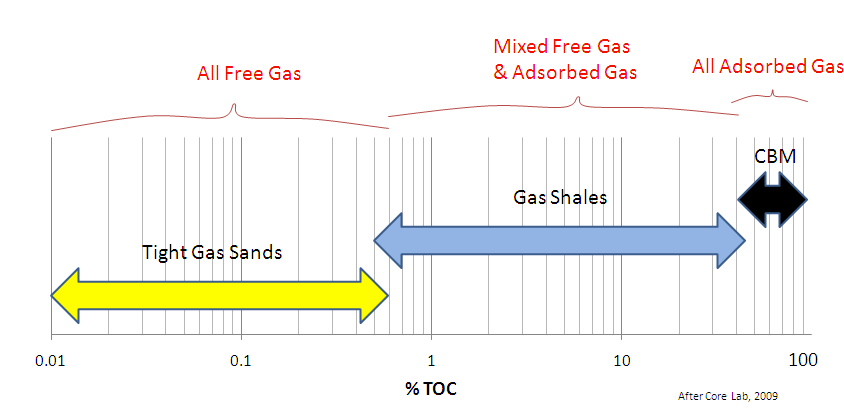 All Free Gas
Mixed Free Gas
& Adsorbed Gas
All Adsorbed Gas
CBM
Gas Shales
Tight Gas Sands
0.01
0.1
1
10
100
% TOC
After Core Lab, 2009